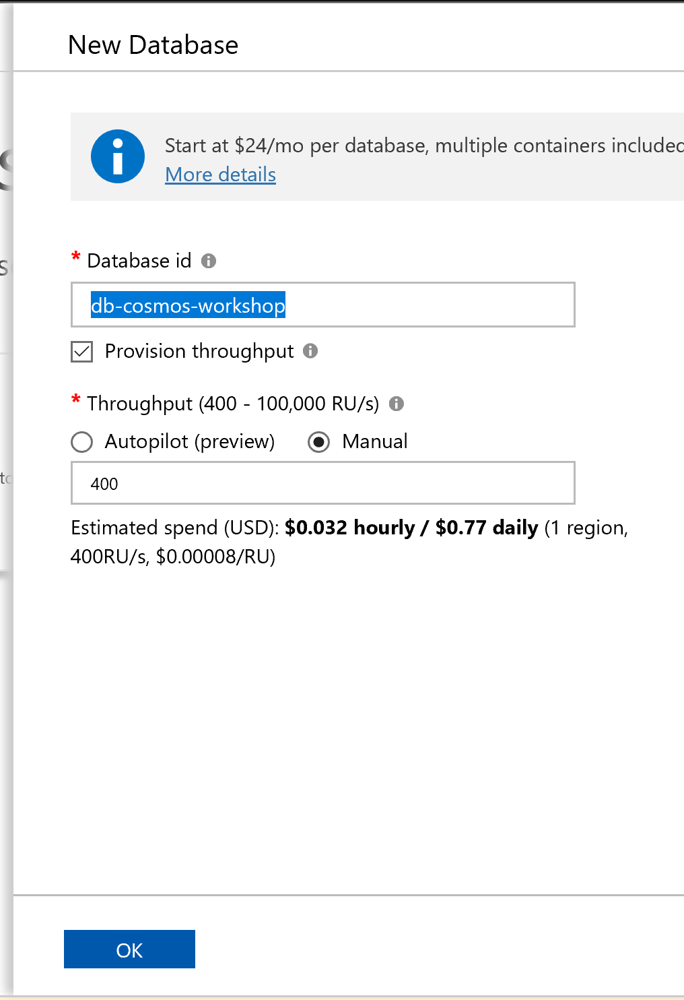 New Database
Start at $24/mo per database, multiple containers included
More details
* Database id
db-cosmos-workshop
Provision throughput
* Throughput (400 - 100,000 RU/s)
Autopilot (preview) Manual
400
Estimated spend (USD): $0.032 hourly / $0.77 daily (1 region,
400RU/s, $0.00008/RU)
OK